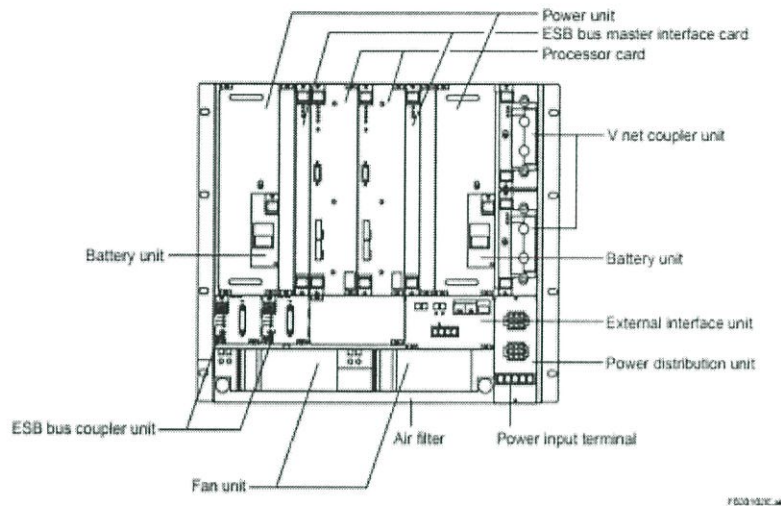 Power unit
ESB bus master interface card
Processor card
V net coupler unit
Battery unit
Battery unit
External interface unit
Power distribution unit
ESB bus coupler unit
Air filter
Power input terminal
Fan unit